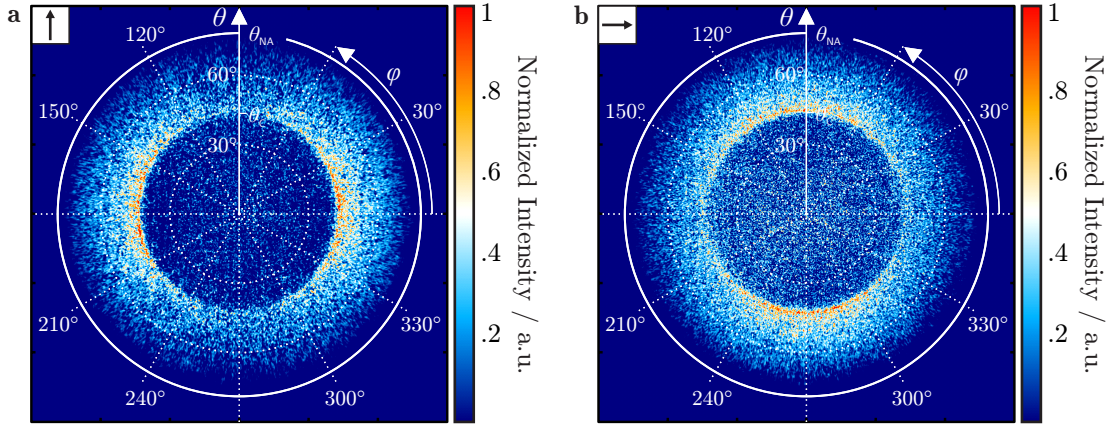 a
θ
θNA
120°
60°
φ
150°
θc
30°
30°
210°
330°
240°
300°
1
.8
.6
.4
.2
Normalized Intensity / a.u.
b
θ
θNA
120°
60°
φ
150°
30°
30°
210°
330°
240°
300°
1
.8
.6
.4
.2
Normalized Intensity / a.u.